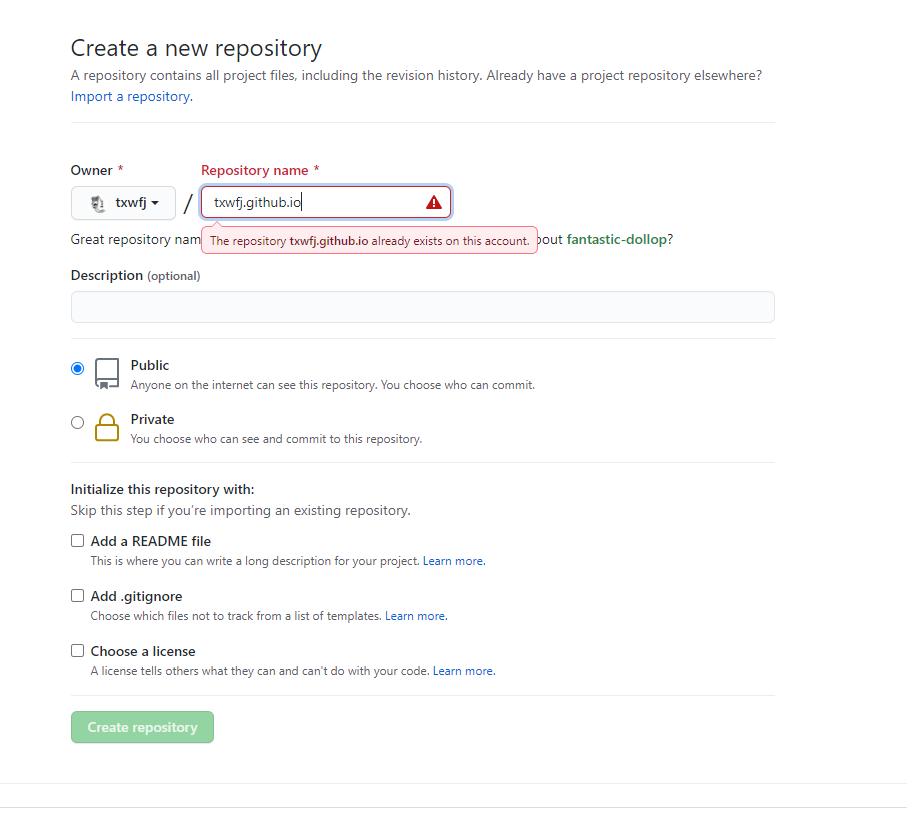 Create a new repository
A repository contains all project files, including the revision history. Already have a project repository elsewhere?
Import a repository.
Owner * Repository name *
txwfj / txwfj.github.io
Great repository nam
The repository txwfj.github.io already exists on this account.
bout fantastic-dollop?
Description (optional)
Public
Anyone on the internet can see this repository. You choose who can commit.
Private
You choose who can see and commit to this repository.
Initialize this repository with:
Skip this step if you're importing an existing repository.
Add a README file
This is where you can write a long description for your project. Learn more.
Add .gitignore
Choose which files not to track from a list of templates. Learn more.
Choose a license
A license tells others what they can and can't do with your code. Learn more.
Create repository